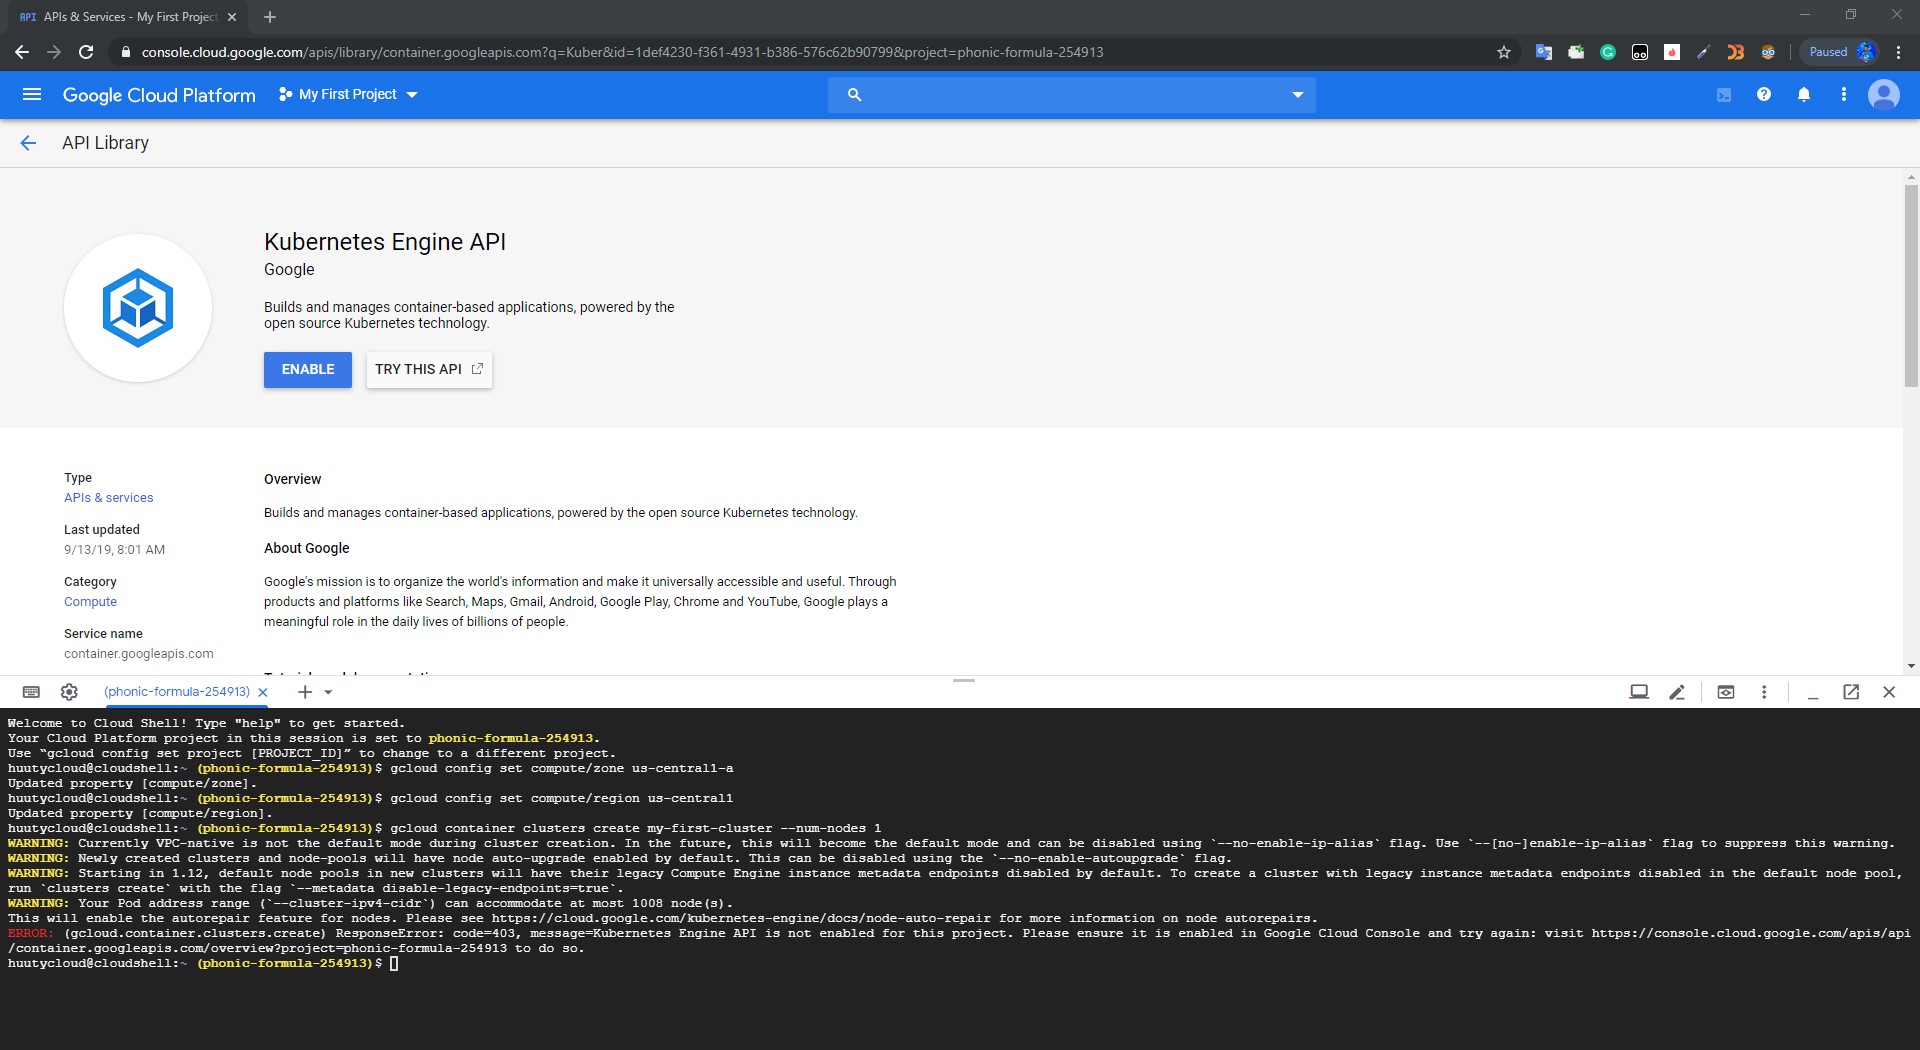 API APIs & Services - My First Project
console.cloud.google.com/apis/library/container.googleapis.com?q=Kuber&id=1def4230-f361-4931-b386-576c62b90799&project=phonic-formula-254913
Paused
Google Cloud Platform
My First Project
API Library
Kubernetes Engine API
Google
Builds and manages container-based applications, powered by the
open source Kubernetes technology.
ENABLE
TRY THIS API
Type
APIs & services
Last updated
9/13/19, 8:01 AM
Category
Compute
Service name
container.googleapis.com
Overview
Builds and manages container-based applications, powered by the open source Kubernetes technology.
About Google
Google's mission is to organize the world's information and make it universally accessible and useful. Through
products and platforms like Search, Maps, Gmail, Android, Google Play, Chrome and YouTube, Google plays a
meaningful role in the daily lives of billions of people.
(phonic-formula-254913)
Welcome to Cloud Shell! Type "help" to get started.
Your Cloud Platform project in this session is set to phonic-formula-254913.
Use “gcloud config set project [PROJECT_ID]” to change to a different project.
huutycloud@cloudshell:~ (phonic-formula-254913)$ gcloud config set compute/zone us-central1-a
Updated property [compute/zone].
huutycloud@cloudshell:~ (phonic-formula-254913)$ gcloud config set compute/region us-central1
Updated property [compute/region].
huutycloud@cloudshell:~ (phonic-formula-254913)$ gcloud container clusters create my-first-cluster --num-nodes 1
WARNING: Currently VPC-native is not the default mode during cluster creation. In the future, this will become the default mode and can be disabled using `--no-enable-ip-alias` flag. Use `--[no-]enable-ip-alias` flag to suppress this warning.
WARNING: Newly created clusters and node-pools will have node auto-upgrade enabled by default. This can be disabled using the `--no-enable-autoupgrade` flag.
WARNING: Starting in 1.12, default node pools in new clusters will have their legacy Compute Engine instance metadata endpoints disabled by default. To create a cluster with legacy instance metadata endpoints disabled in the default node pool,
run `clusters create` with the flag `--metadata disable-legacy-endpoints=true`.
WARNING: Your Pod address range (`--cluster-ipv4-cidr`) can accommodate at most 1008 node(s).
This will enable the autorepair feature for nodes. Please see https://cloud.google.com/kubernetes-engine/docs/node-auto-repair for more information on node autorepairs.
ERROR: (gcloud.container.clusters.create) ResponseError: code=403, message=Kubernetes Engine API is not enabled for this project. Please ensure it is enabled in Google Cloud Console and try again: visit https://console.cloud.google.com/apis/api
/container.googleapis.com/overview?project=phonic-formula-254913 to do so.
huutycloud@cloudshell:~ (phonic-formula-254913)$